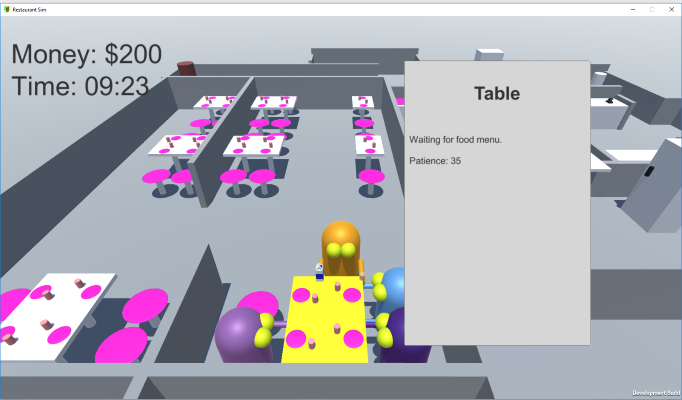 Restaurant Sim
Money: $200
Time: 09:23
Table
Waiting for food menu.
Patience: 35
Development Build